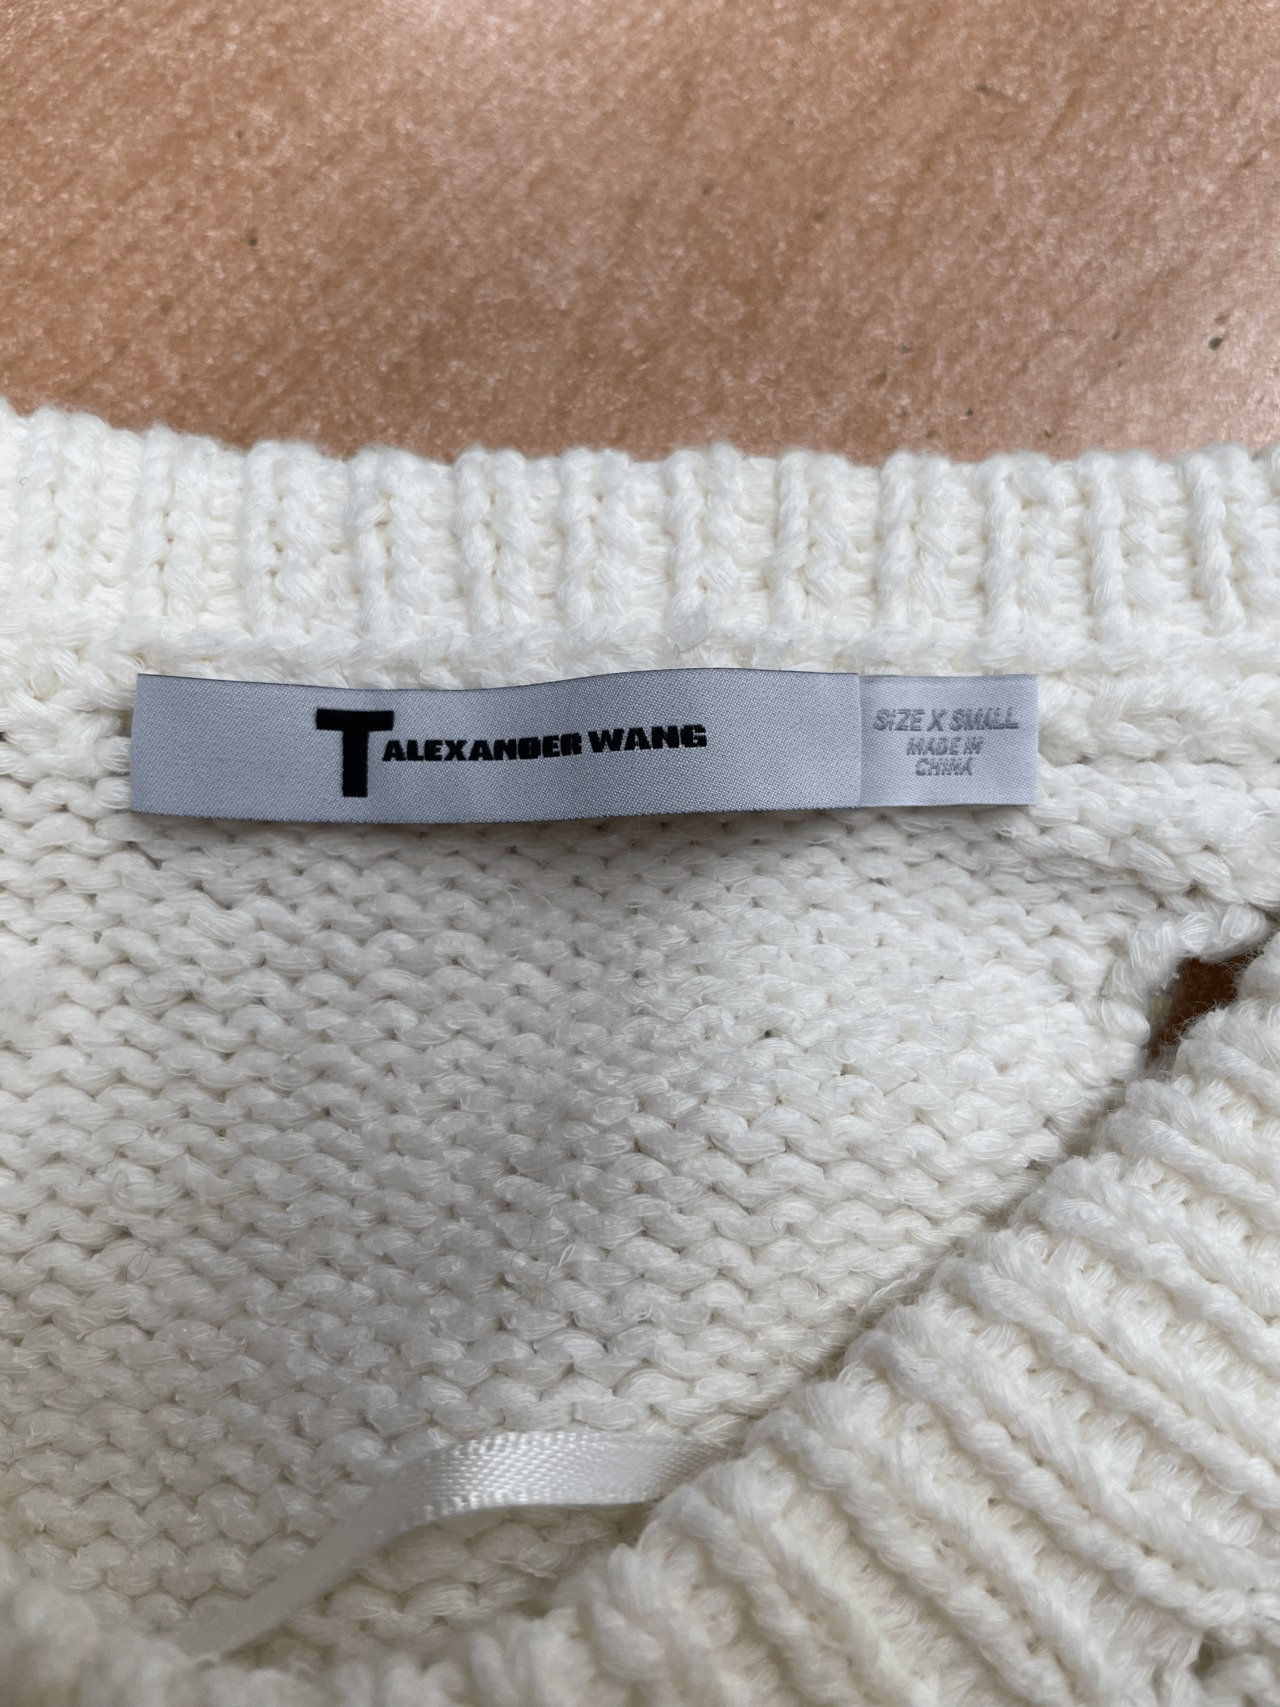 T ALEXANDER WANG
SIZE X SMALL
MADE IN
CHINA